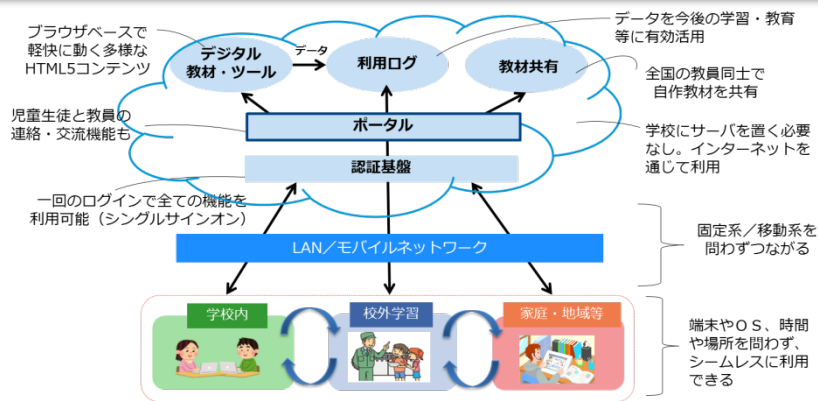 ブラウザベースで
軽快に動く多様な
HTML5コンテンツ
デジタル
教材・ツール
データ
利用ログ
教材共有
データを今後の学習・教育
等に有効活用
全国の教員同士で
自作教材を共有
児童生徒と教員の
連絡・交流機能も
ポータル
学校にサーバを置く必要
なし。インターネットを
通じて利用
認証基盤
一回のログインで全ての機能を
利用可能（シングルサインオン）
LAN／モバイルネットワーク
固定系／移動系を
問わずつながる
学校内
校外学習
家庭・地域等
端末やＯＳ、時間
や場所を問わず、
シームレスに利用
できる